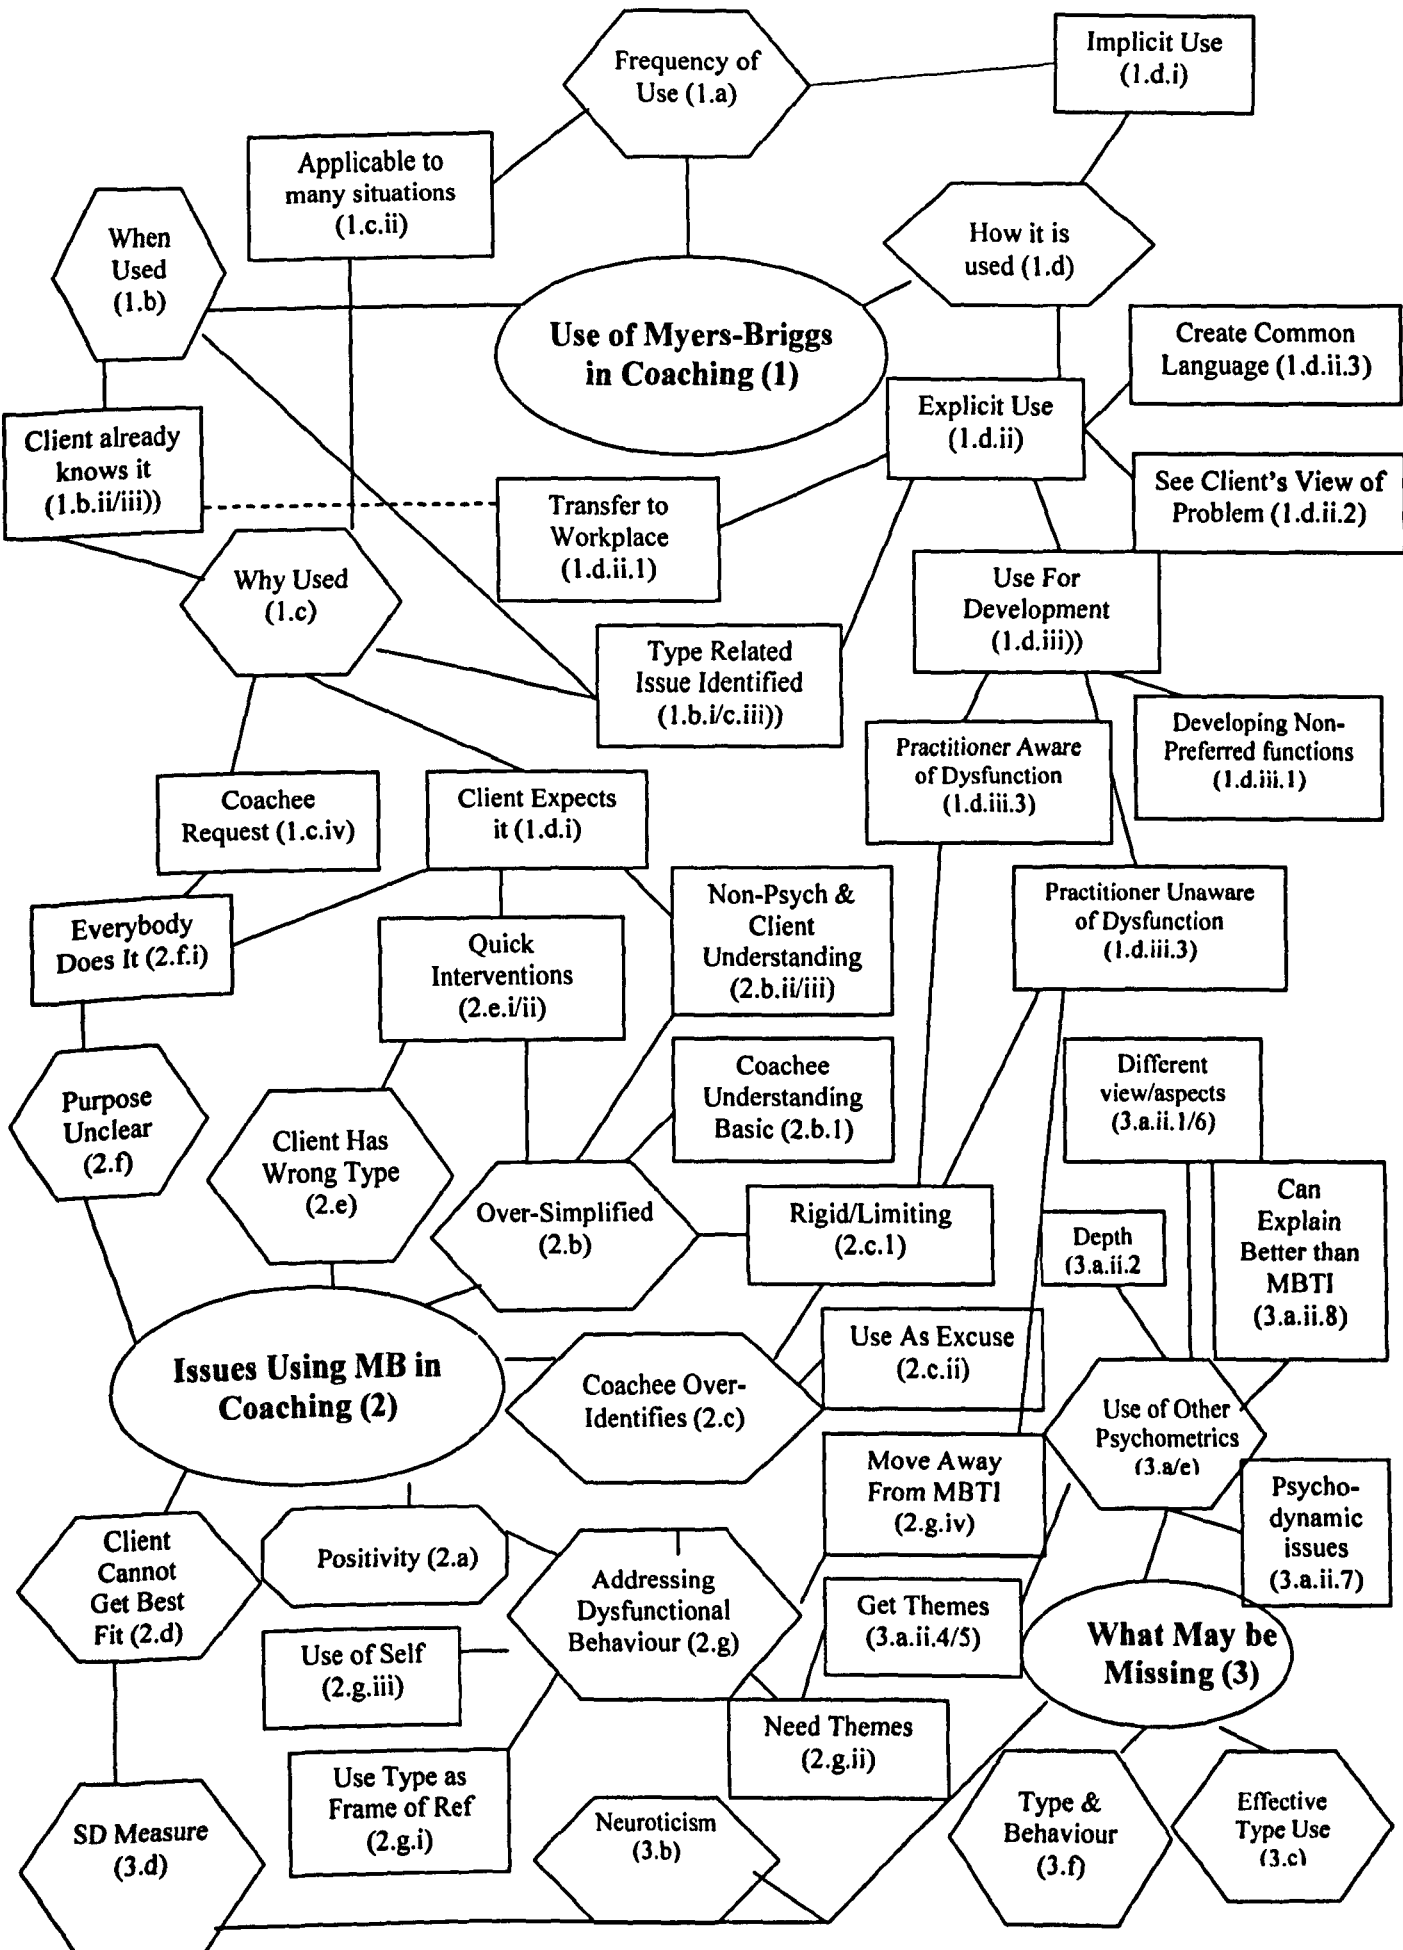 Frequency of
Use (1.a)
Implicit Use
(1.d.i)
Applicable to
many situations
(1.c.ii)
When
Used
(1.b)
How it is
used (1.d)
Use of Myers-Briggs
in Coaching (1)
Create Common
Language (1.d.ii.3)
Explicit Use
(1.d.ii)
Client already
knows it
(1.b.ii/iii))
See Client's View of
Problem (1.d.ii.2)
Transfer to
Workplace
(1.d.ii.1)
Why Used
(1.c)
Use For
Development
(1.d.iii))
Type Related
Issue Identified
(1.b.i/c.iii))
Developing Non-
Preferred functions
(1.d.iii.1)
Practitioner Aware
of Dysfunction
(1.d.iii.3)
Coachee
Request (1.c.iv)
Client Expects
it (1.d.i)
Non-Psych &
Client
Understanding
(2.b.ii/iii)
Practitioner Unaware
of Dysfunction
(1.d.iii.3)
Everybody
Does It (2.f.i)
Quick
Interventions
(2.e.i/ii)
Coachee
Understanding
Basic (2.b.1)
Different
view/aspects
(3.a.ii.1/6)
Purpose
Unclear
(2.f)
Client Has
Wrong Type
(2.e)
Over-Simplified
(2.b)
Rigid/Limiting
(2.c.1)
Depth
(3.a.ii.2
Can
Explain
Better than
MBTI
(3.a.ii.8)
Use As Excuse
(2.c.ii)
Issues Using MB in
Coaching (2)
Coachee Over-
Identifies (2.c)
Use of Other
Psychometrics
(3.a/e)
Move Away
From MBTI
(2.g.iv)
Psycho-
dynamic
issues
(3.a.ii.7)
Client
Cannot
Get Best
Fit (2.d)
Positivity (2.a)
Addressing
Dysfunctional
Behaviour (2.g)
Get Themes
(3.a.ii.4/5)
What May be
Missing (3)
Use of Self
(2.g.iii)
Need Themes
(2.g.ii)
Use Type as
Frame of Ref
(2.g.i)
SD Measure
(3.d)
Neuroticism
(3.b)
Type &
Behaviour
(3.f)
Effective
Type Use
(3.c)